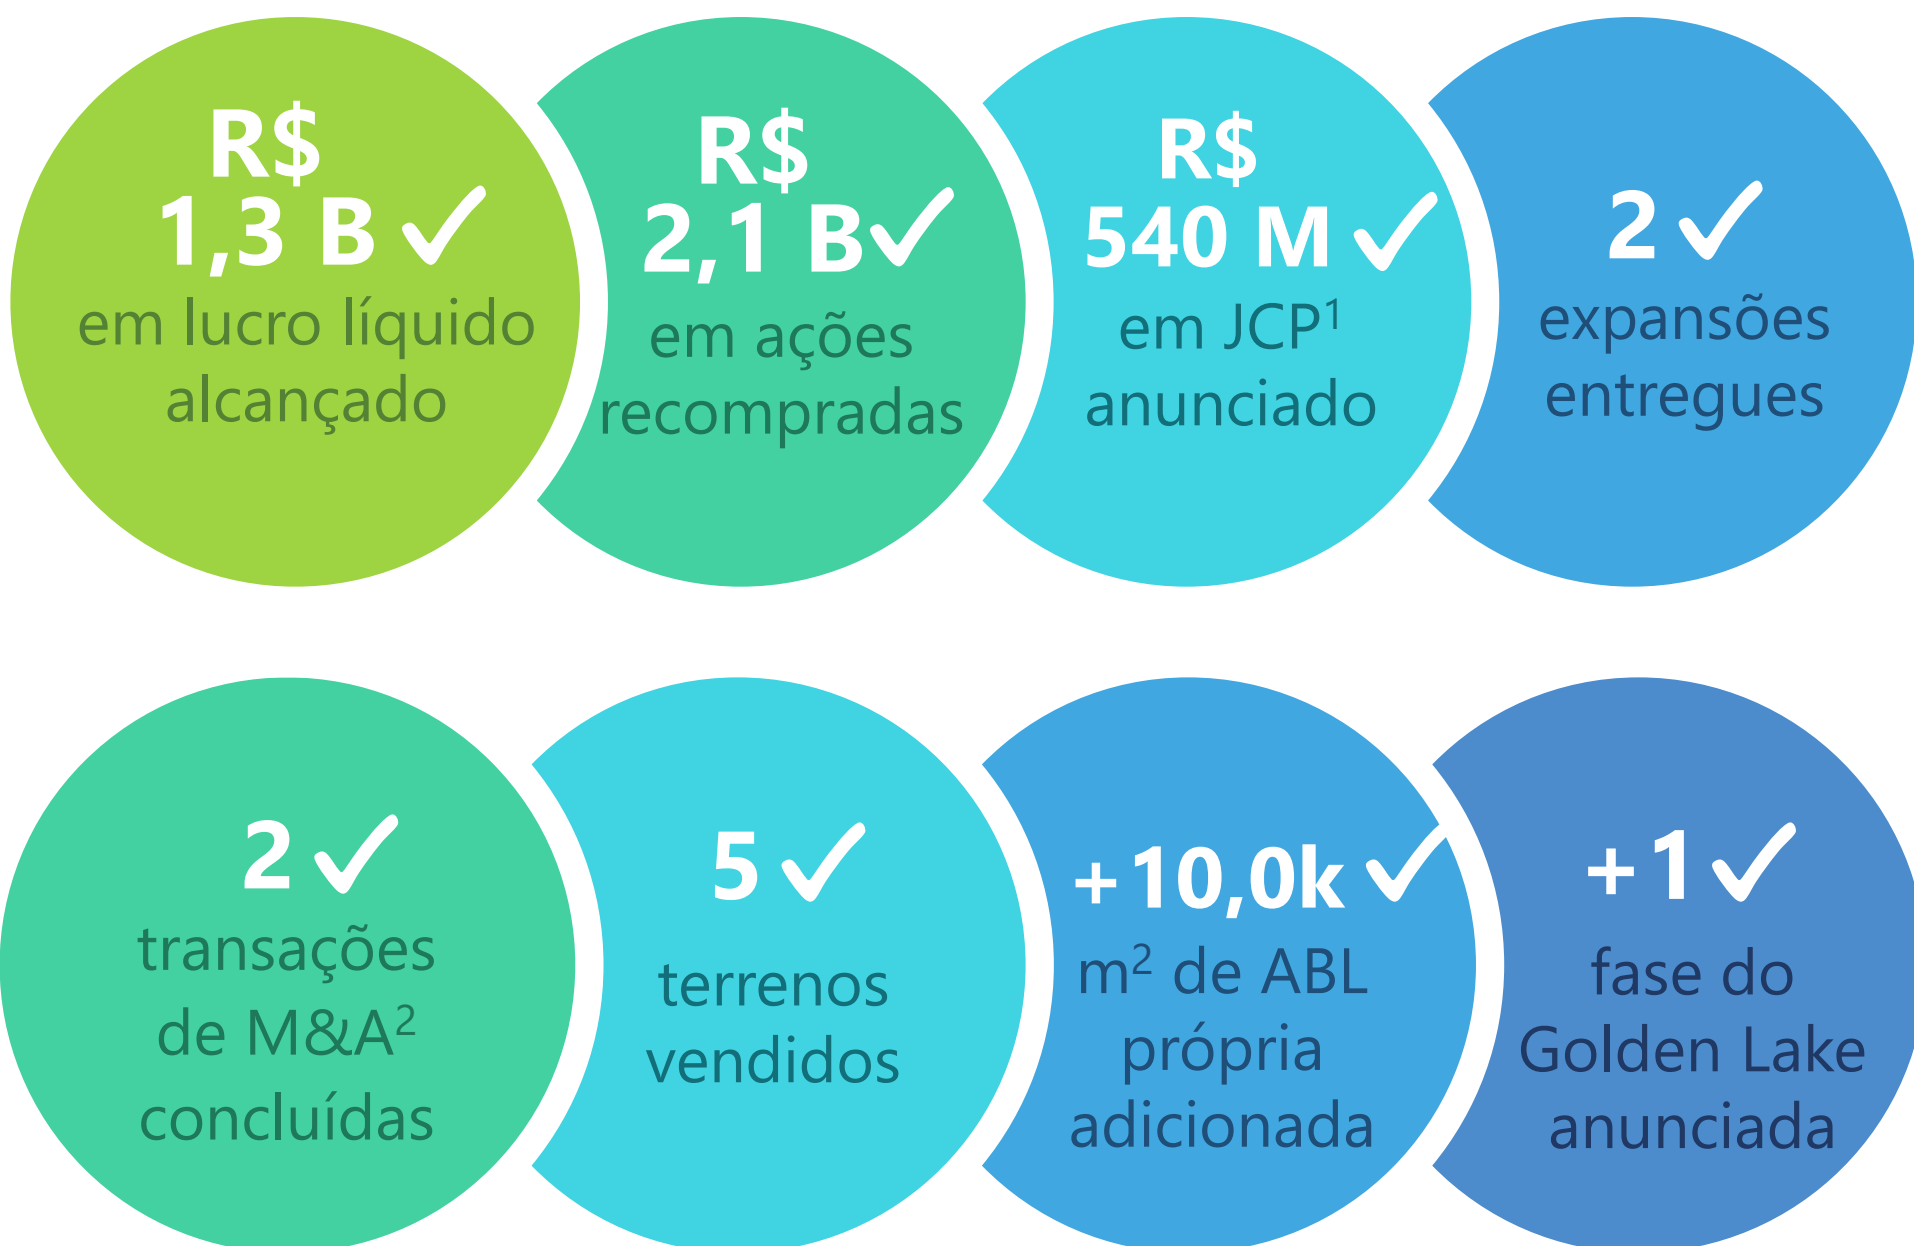 R$
1,3 B
em lucro líquido
alcançado
R$
2,1 B
em ações
recompradas
R$
540 M
em JCP¹
anunciado
2
expansões
entregues
2
transações
de M&A²
concluídas
5
terrenos
vendidos
+10,0k
m² de ABL
própria
adicionada
+1
fase do
Golden Lake
anunciada